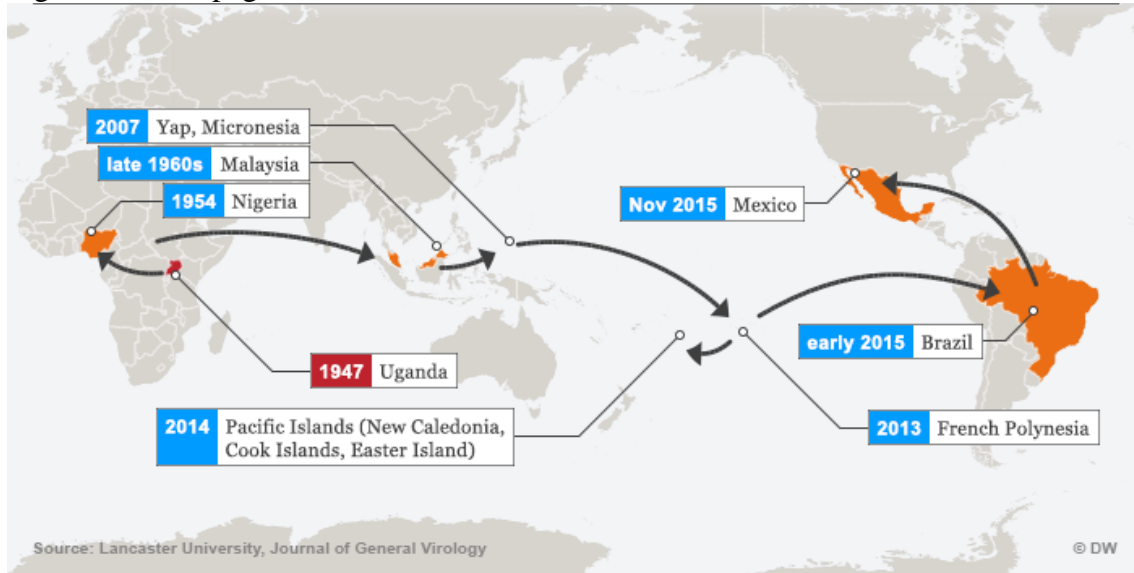 2007 Yap, Micronesia
late 1960s Malaysia
1954 Nigeria
Nov 2015 Mexico
early 2015 Brazil
1947 Uganda
2014 Pacific Islands (New Caledonia,
Cook Islands, Easter Island)
2013 French Polynesia
Source: Lancaster University, Journal of General Virology
© DW